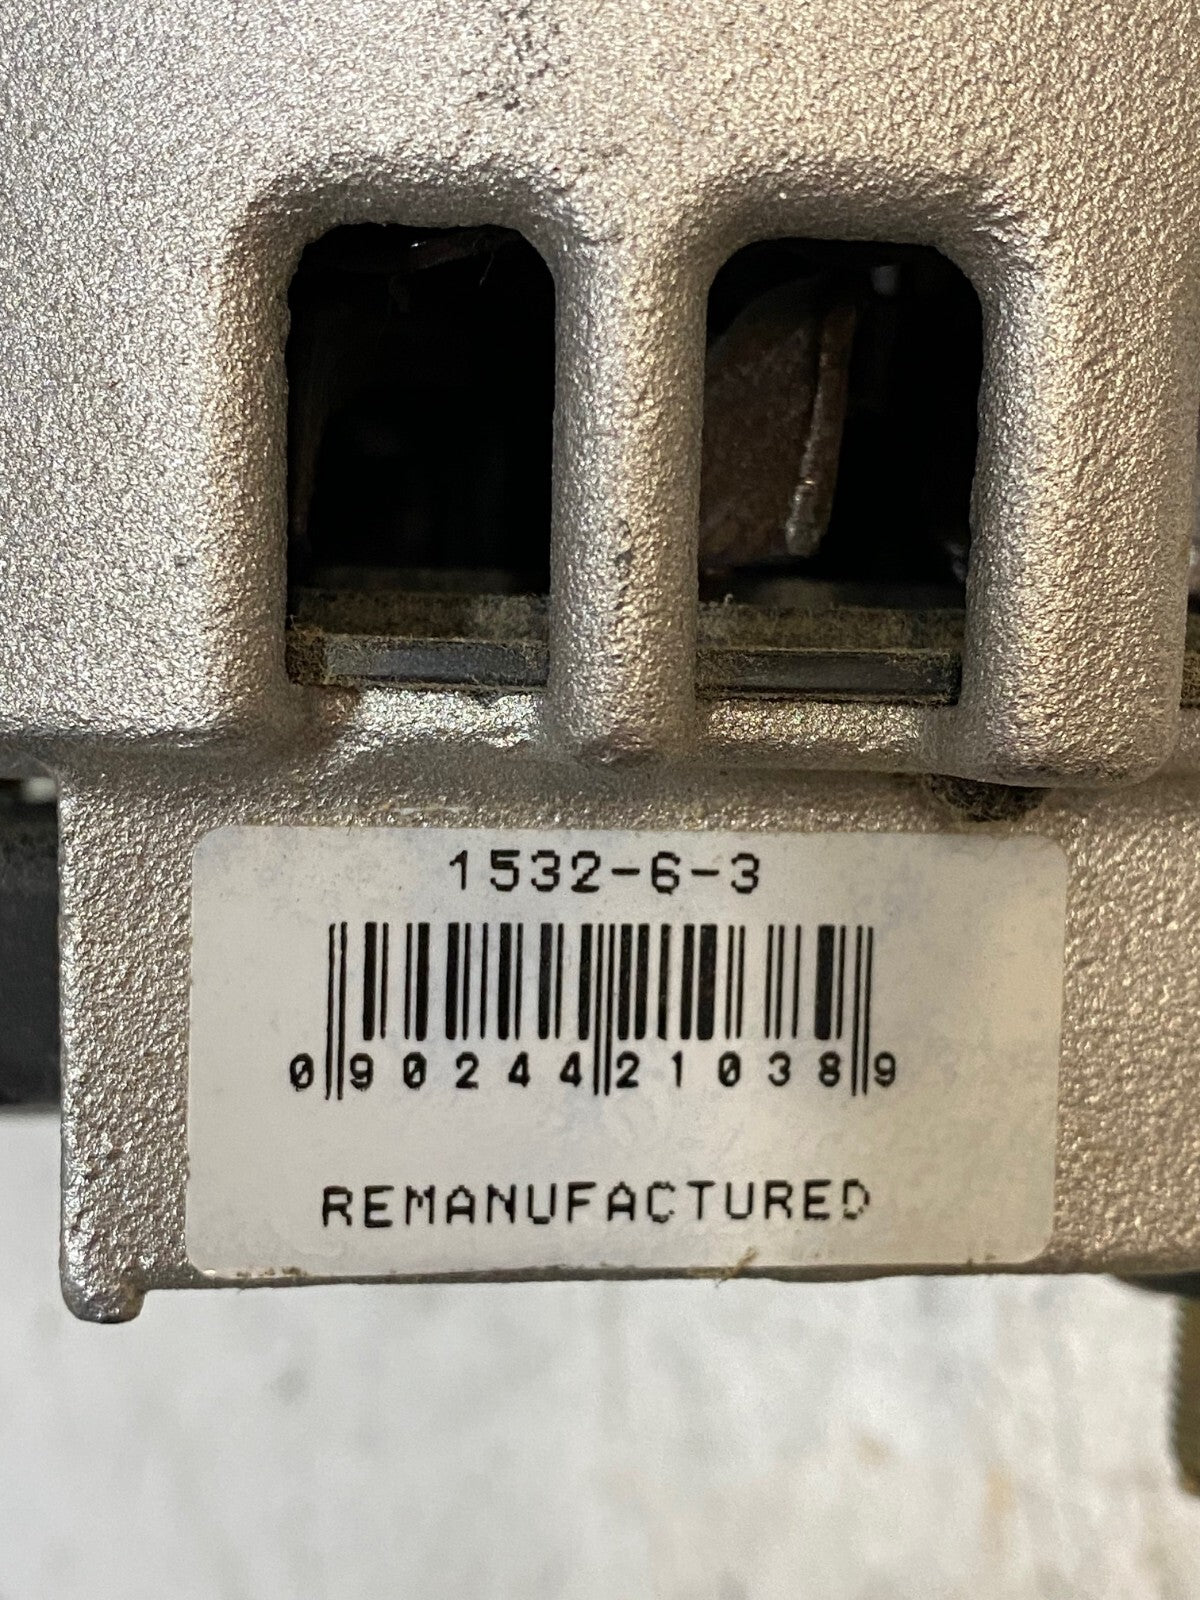 1532-6-3
0 90244 21038 9
REMANUFACTURED